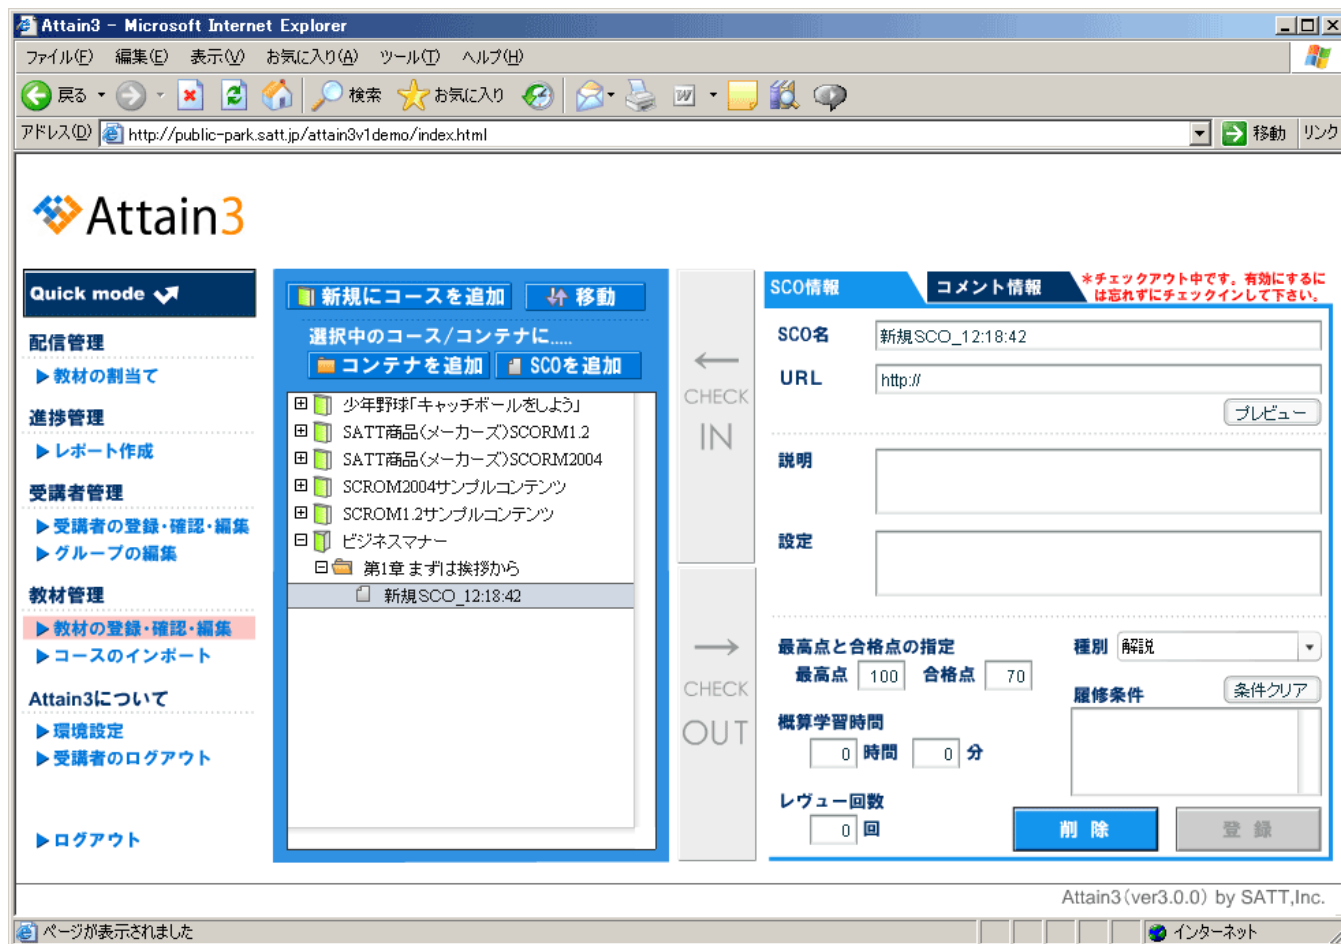 Attain3 - Microsoft Internet Explorer
ファイル(F) 編集(E) 表示(V) お気に入り(A) ツール(T) ヘルプ(H)
戻る 検索 お気に入り
アドレス(D) http://public-park.satt.jp/attain3v1demo/index.html 移動 リンク
Attain3
Quick mode
配信管理
▶教材の割当て
進捗管理
▶レポート作成
受講者管理
▶受講者の登録・確認・編集
▶グループの編集
教材管理
▶教材の登録・確認・編集
▶コースのインポート
Attain3について
▶環境設定
▶受講者のログアウト
▶ログアウト
新規にコースを追加 移動
選択中のコース/コンテナに.....
コンテナを追加 SCOを追加
少年野球「キャッチボールをしよう」
SATT商品(メーカーズ)SCORM1.2
SATT商品(メーカーズ)SCORM2004
SCROM2004サンプルコンテンツ
SCROM1.2サンプルコンテンツ
ビジネスマナー
第1章 まずは挨拶から
新規SCO_12:18:42
←
CHECK
IN
→
CHECK
OUT
SCO情報 コメント情報
*チェックアウト中です。有効にするに
は忘れずにチェックインして下さい。
SCO名 新規SCO_12:18:42
URL http://
プレビュー
説明
設定
最高点と合格点の指定 種別 解説
最高点 100 合格点 70
履修条件 条件クリア
概算学習時間
0 時間 0 分
レヴュー回数
0 回
削 除 登 録
Attain3(ver3.0.0) by SATT,Inc.
ページが表示されました インターネット